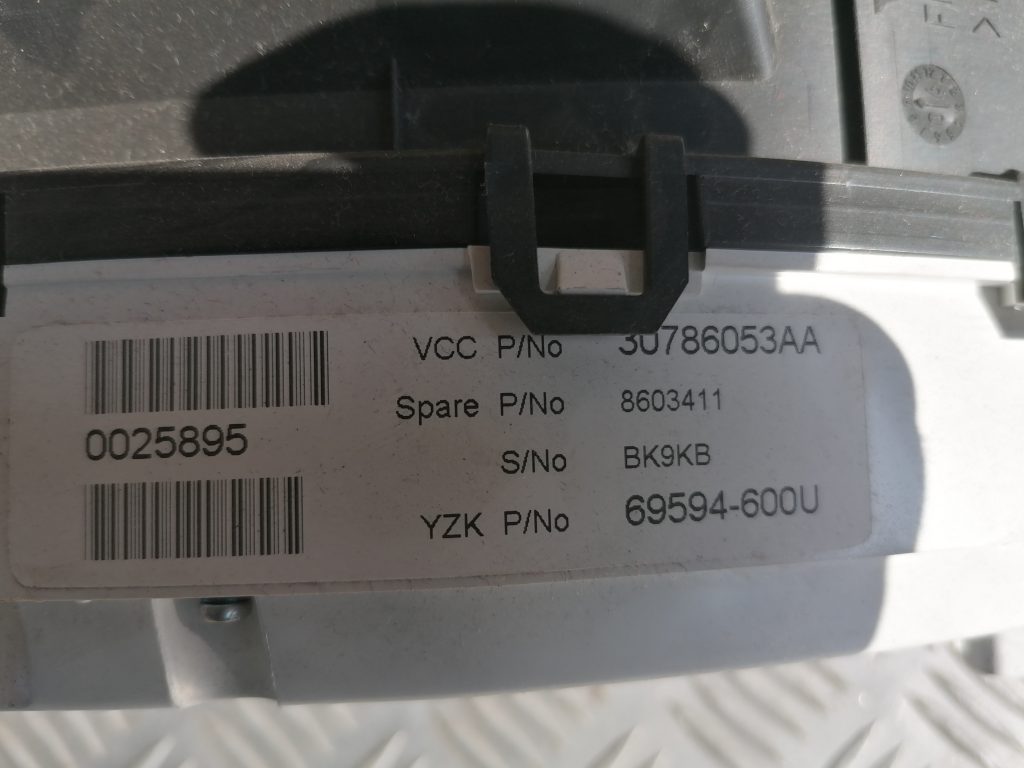 VCC P/No 30786053AA
Spare P/No 8603411
0025895
S/No BK9KB
YZK P/No 69594-600U